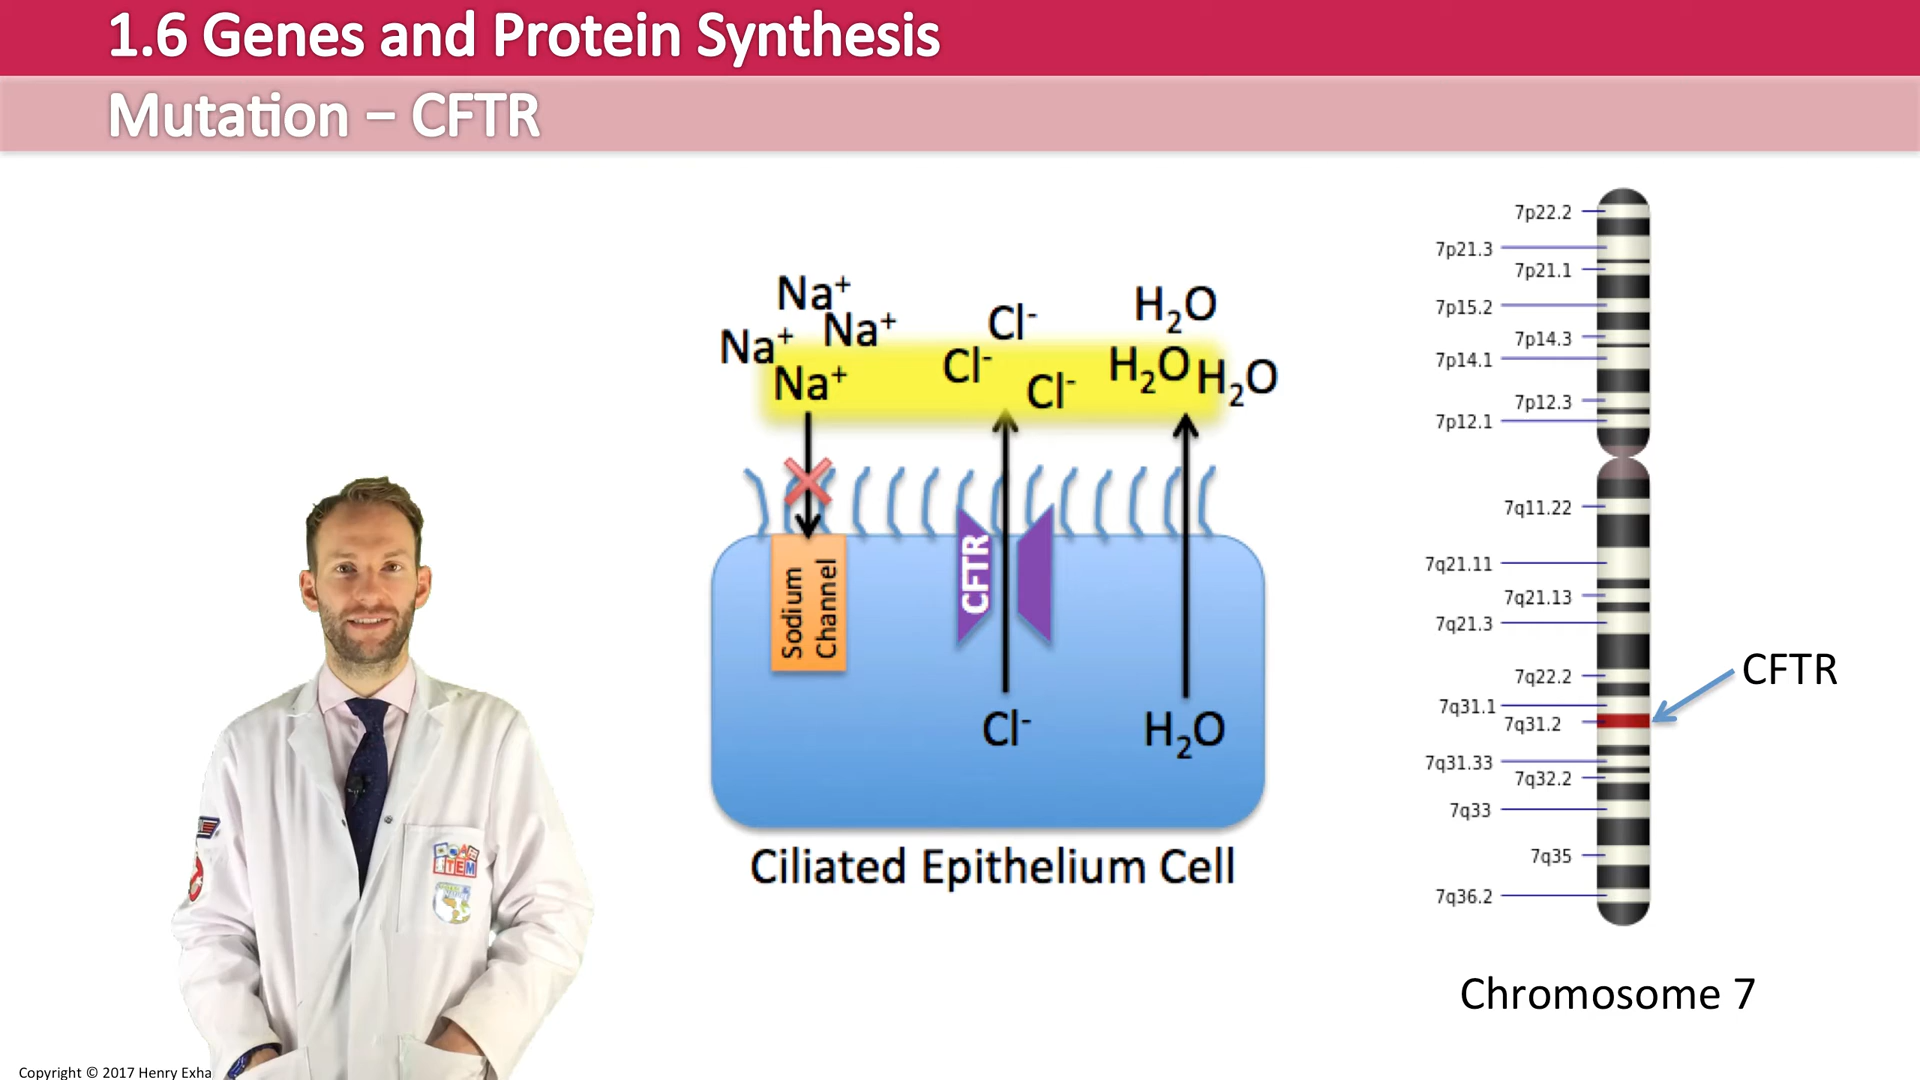 1.6 Genes and Protein Synthesis
Mutation – CFTR
Na⁺
Na⁺
Na⁺
Na⁺
Cl⁻
Cl⁻
Cl⁻
H₂O
H₂O
H₂O
Sodium
Channel
CFTR
Cl⁻
H₂O
Ciliated Epithelium Cell
7p22.2
7p21.3
7p21.1
7p15.2
7p14.3
7p14.1
7p12.3
7p12.1
7q11.22
7q21.11
7q21.13
7q21.3
7q22.2
7q31.1
7q31.2
7q31.33
7q32.2
7q33
7q35
7q36.2
CFTR
Chromosome 7
STEM
Copyright © 2017 Henry Exha